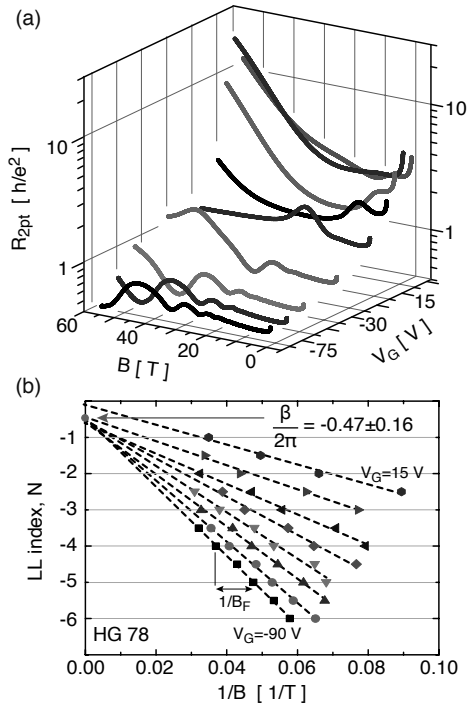 (a)
R2pt [ h/e² ]
10
1
10
1
60
40
20
0
B [ T ]
-75
-30
15
VG [ V ]
(b)
β/2π = -0.47±0.16
VG=15 V
LL index, N
-1
-2
-3
-4
-5
-6
1/BF
HG 78
VG=-90 V
0.00
0.02
0.04
0.06
0.08
0.10
1/B [ 1/T ]